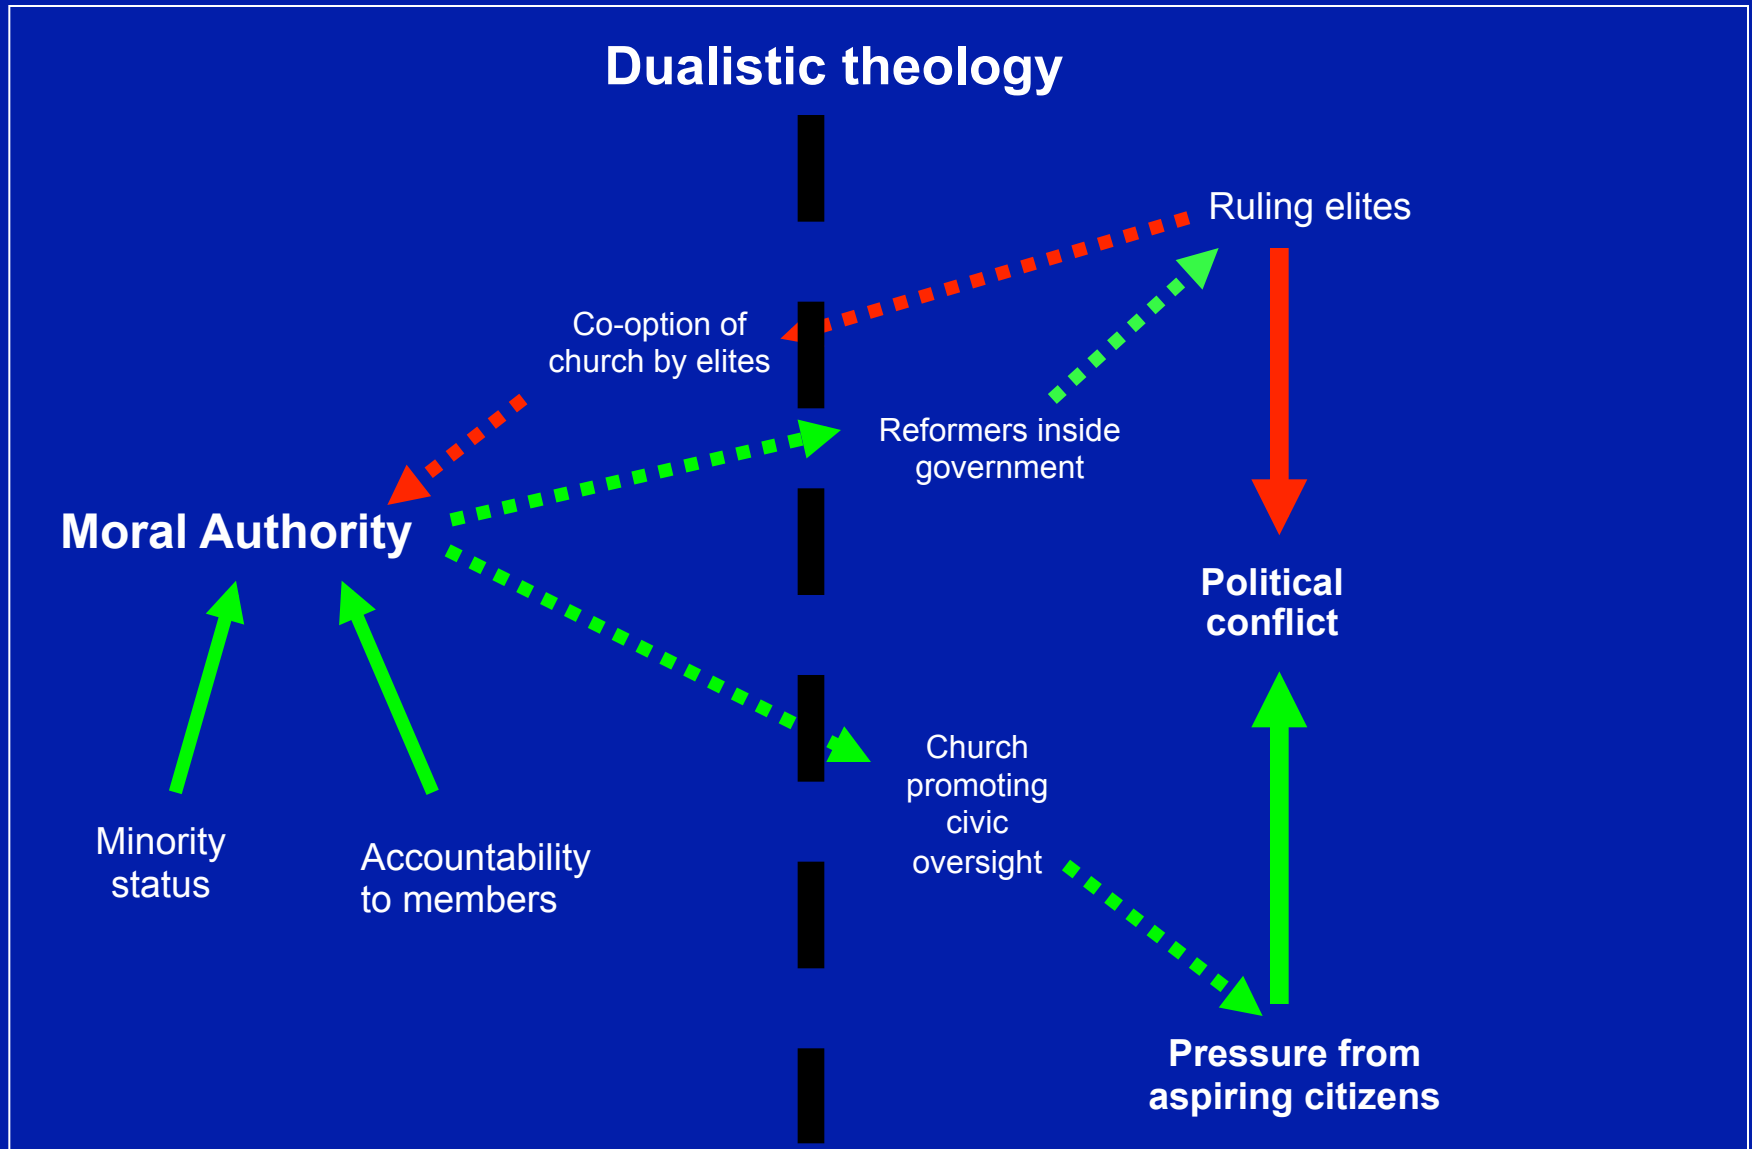 Dualistic theology
Ruling elites
Co-option of
church by elites
Reformers inside
government
Moral Authority
Political
conflict
Church
promoting
civic
oversight
Minority
status
Accountability
to members
Pressure from
aspiring citizens